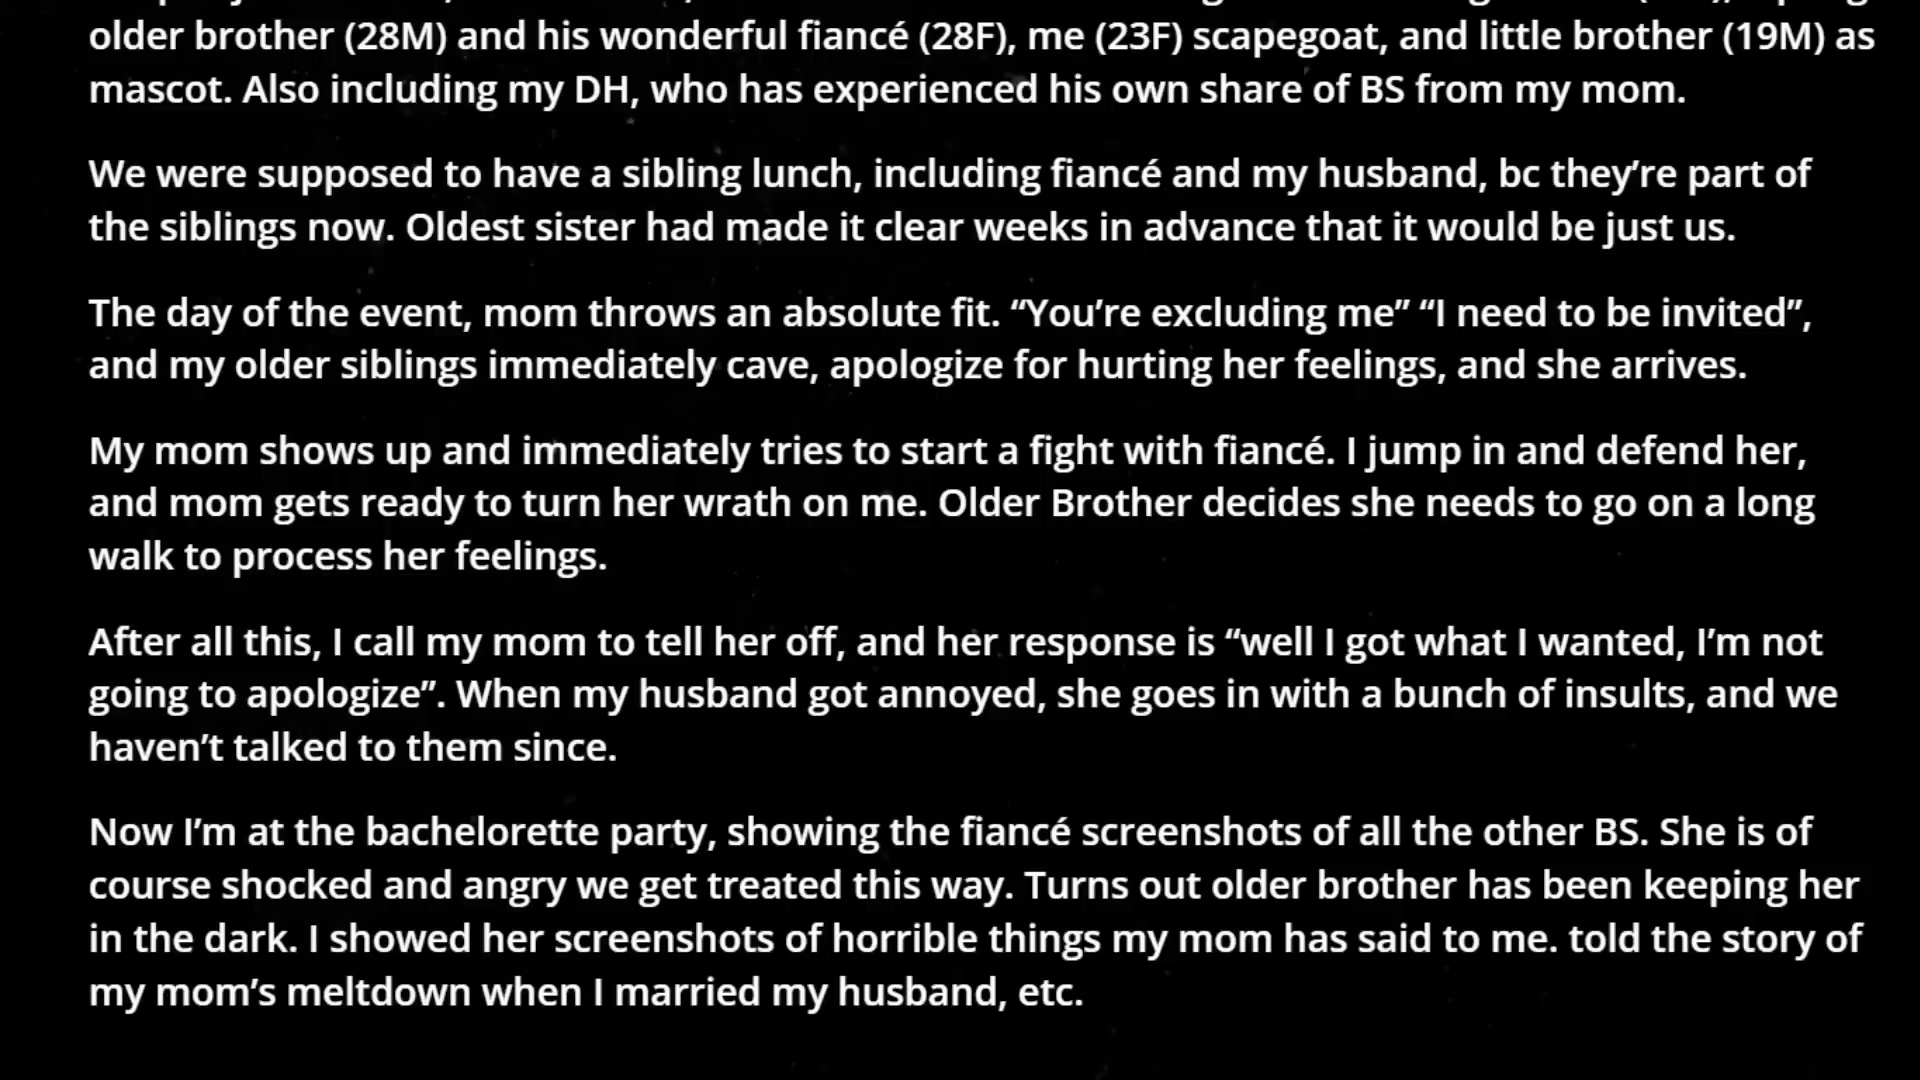 older brother (28M) and his wonderful fiancé (28F), me (23F) scapegoat, and little brother (19M) as
mascot. Also including my DH, who has experienced his own share of BS from my mom.
We were supposed to have a sibling lunch, including fiancé and my husband, bc they’re part of
the siblings now. Oldest sister had made it clear weeks in advance that it would be just us.
The day of the event, mom throws an absolute fit. “You’re excluding me” “I need to be invited”,
and my older siblings immediately cave, apologize for hurting her feelings, and she arrives.
My mom shows up and immediately tries to start a fight with fiancé. I jump in and defend her,
and mom gets ready to turn her wrath on me. Older Brother decides she needs to go on a long
walk to process her feelings.
After all this, I call my mom to tell her off, and her response is “well I got what I wanted, I’m not
going to apologize”. When my husband got annoyed, she goes in with a bunch of insults, and we
haven’t talked to them since.
Now I’m at the bachelorette party, showing the fiancé screenshots of all the other BS. She is of
course shocked and angry we get treated this way. Turns out older brother has been keeping her
in the dark. I showed her screenshots of horrible things my mom has said to me. told the story of
my mom’s meltdown when I married my husband, etc.